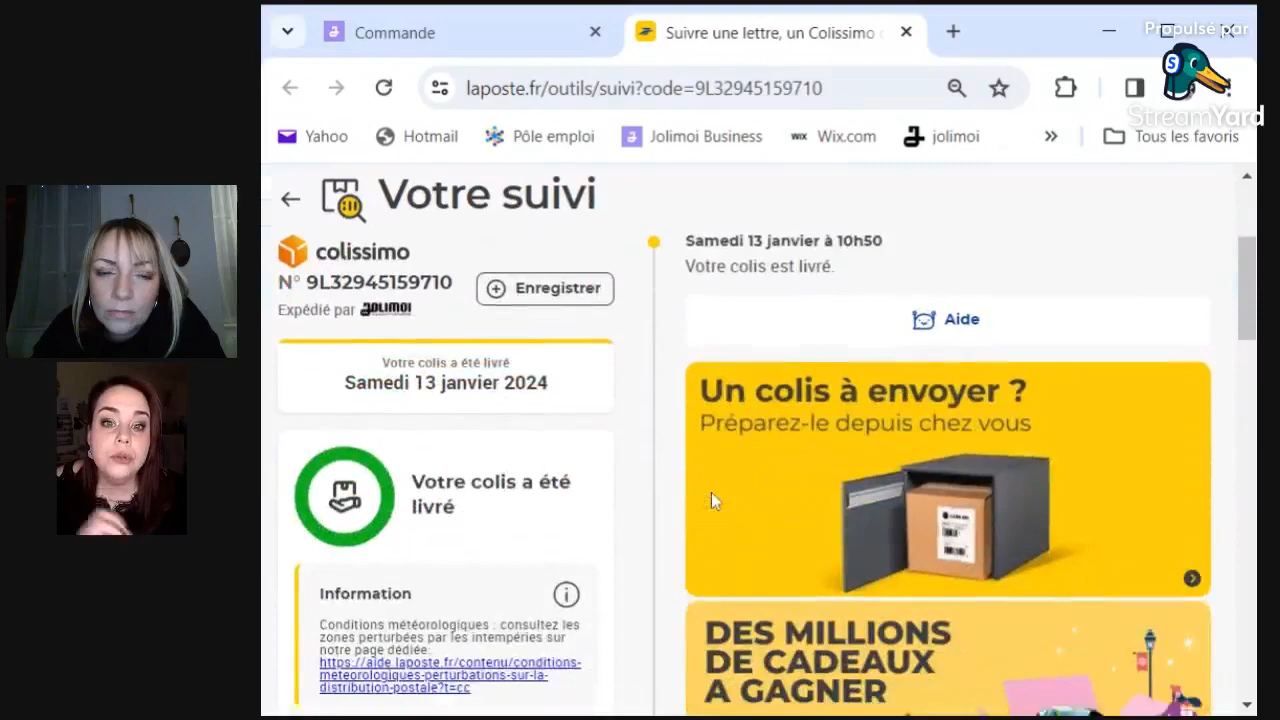 Commande
Suivre une lettre, un Colissimo
Propulsé par
StreamYard
laposte.fr/outils/suivi?code=9L32945159710
Yahoo
Hotmail
Pôle emploi
Jolimoi Business
WIX Wix.com
jolimoi
Tous les favoris
Votre suivi
colissimo
N° 9L32945159710
Enregistrer
Expédié par JOLIMOI
Votre colis a été livré
Samedi 13 janvier 2024
Votre colis a été
livré
Information
Conditions météorologiques : consultez les
zones perturbées par les intempéries sur
notre page dédiée:
https://aide.laposte.fr/contenu/conditions-
meteorologiques-perturbations-sur-la-
distribution-postale?t=cc
Samedi 13 janvier à 10h50
Votre colis est livré.
Aide
Un colis à envoyer ?
Préparez-le depuis chez vous
DES MILLIONS
DE CADEAUX
A GAGNER